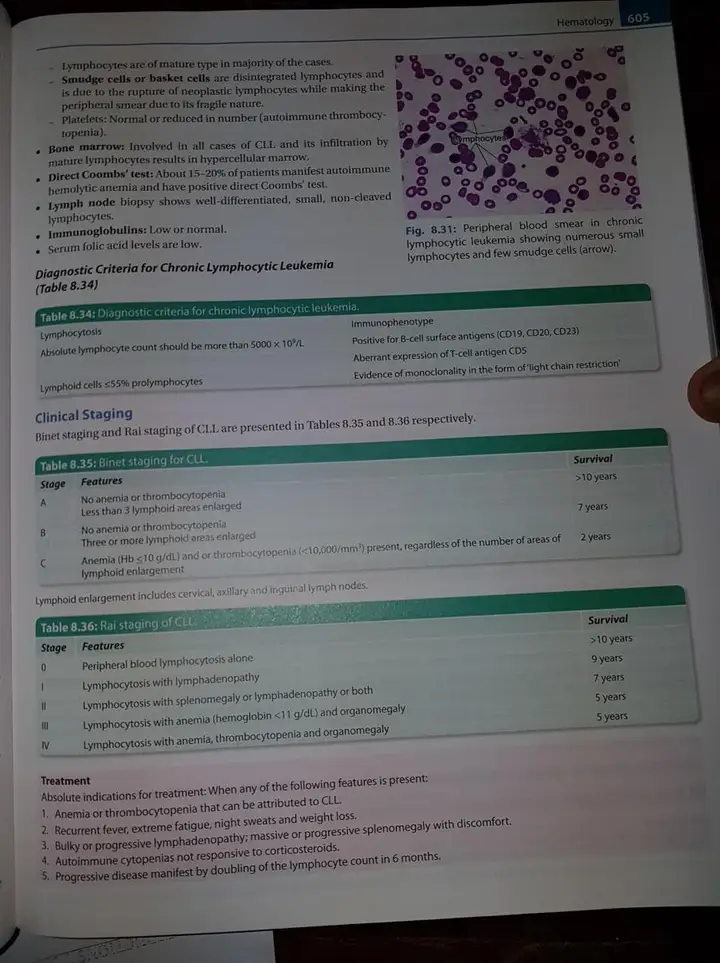 Hematology 605
– Lymphocytes are of mature type in majority of the cases.
– Smudge cells or basket cells are disintegrated lymphocytes and
is due to the rupture of neoplastic lymphocytes while making the
peripheral smear due to its fragile nature.
– Platelets: Normal or reduced in number (autoimmune thrombocy-
topenia).
• Bone marrow: Involved in all cases of CLL and its infiltration by
mature lymphocytes results in hypercellular marrow.
• Direct Coombs' test: About 15–20% of patients manifest autoimmune
hemolytic anemia and have positive direct Coombs' test.
• Lymph node biopsy shows well-differentiated, small, non-cleaved
lymphocytes.
• Immunoglobulins: Low or normal.
• Serum folic acid levels are low.
Lymphocytes
Fig. 8.31: Peripheral blood smear in chronic
lymphocytic leukemia showing numerous small
lymphocytes and few smudge cells (arrow).
Diagnostic Criteria for Chronic Lymphocytic Leukemia
(Table 8.34)
Table 8.34: Diagnostic criteria for chronic lymphocytic leukemia.
Lymphocytosis
Absolute lymphocyte count should be more than 5000 × 10⁹/L
Lymphoid cells ≤55% prolymphocytes
Immunophenotype
Positive for B-cell surface antigens (CD19, CD20, CD23)
Aberrant expression of T-cell antigen CD5
Evidence of monoclonality in the form of 'light chain restriction'
Clinical Staging
Binet staging and Rai staging of CLL are presented in Tables 8.35 and 8.36 respectively.
Table 8.35: Binet staging for CLL.
Stage Features Survival
A No anemia or thrombocytopenia >10 years
Less than 3 lymphoid areas enlarged
B No anemia or thrombocytopenia 7 years
Three or more lymphoid areas enlarged
C Anemia (Hb ≤10 g/dL) and or thrombocytopenia (<10,000/mm³) present, regardless of the number of areas of 2 years
lymphoid enlargement
Lymphoid enlargement includes cervical, axillary and inguinal lymph nodes.
Table 8.36: Rai staging of CLL.
Stage Features Survival
0 Peripheral blood lymphocytosis alone >10 years
I Lymphocytosis with lymphadenopathy 9 years
II Lymphocytosis with splenomegaly or lymphadenopathy or both 7 years
III Lymphocytosis with anemia (hemoglobin <11 g/dL) and organomegaly 5 years
IV Lymphocytosis with anemia, thrombocytopenia and organomegaly 5 years
Treatment
Absolute indications for treatment: When any of the following features is present:
1. Anemia or thrombocytopenia that can be attributed to CLL.
2. Recurrent fever, extreme fatigue, night sweats and weight loss.
3. Bulky or progressive lymphadenopathy; massive or progressive splenomegaly with discomfort.
4. Autoimmune cytopenias not responsive to corticosteroids.
5. Progressive disease manifest by doubling of the lymphocyte count in 6 months.